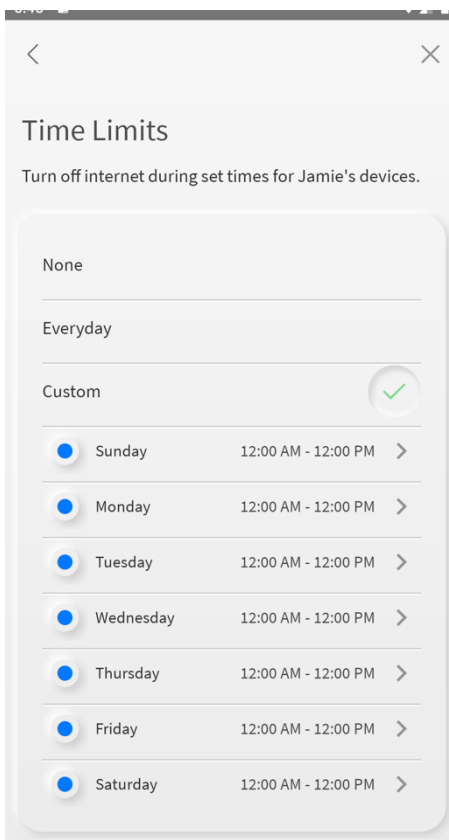 Time Limits
Turn off internet during set times for Jamie's devices.
None
Everyday
Custom
Sunday 12:00 AM - 12:00 PM
Monday 12:00 AM - 12:00 PM
Tuesday 12:00 AM - 12:00 PM
Wednesday 12:00 AM - 12:00 PM
Thursday 12:00 AM - 12:00 PM
Friday 12:00 AM - 12:00 PM
Saturday 12:00 AM - 12:00 PM